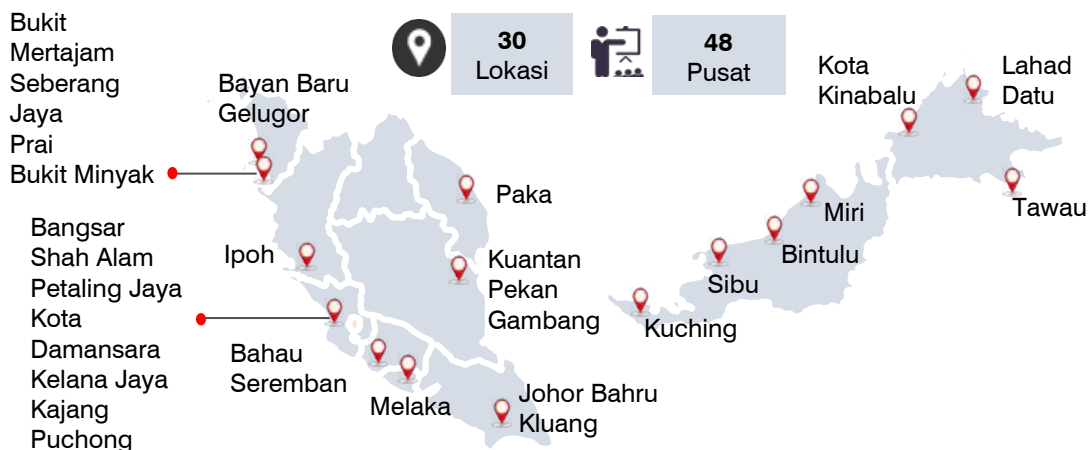 Bukit
Mertajam
Seberang
Jaya
Prai
Bukit Minyak
Bayan Baru
Gelugor
30
Lokasi
48
Pusat
Kota
Kinabalu
Lahad
Datu
Tawau
Paka
Miri
Bintulu
Sibu
Kuching
Bangsar
Shah Alam
Petaling Jaya
Kota
Damansara
Kelana Jaya
Kajang
Puchong
Ipoh
Kuantan
Pekan
Gambang
Bahau
Seremban
Melaka
Johor Bahru
Kluang